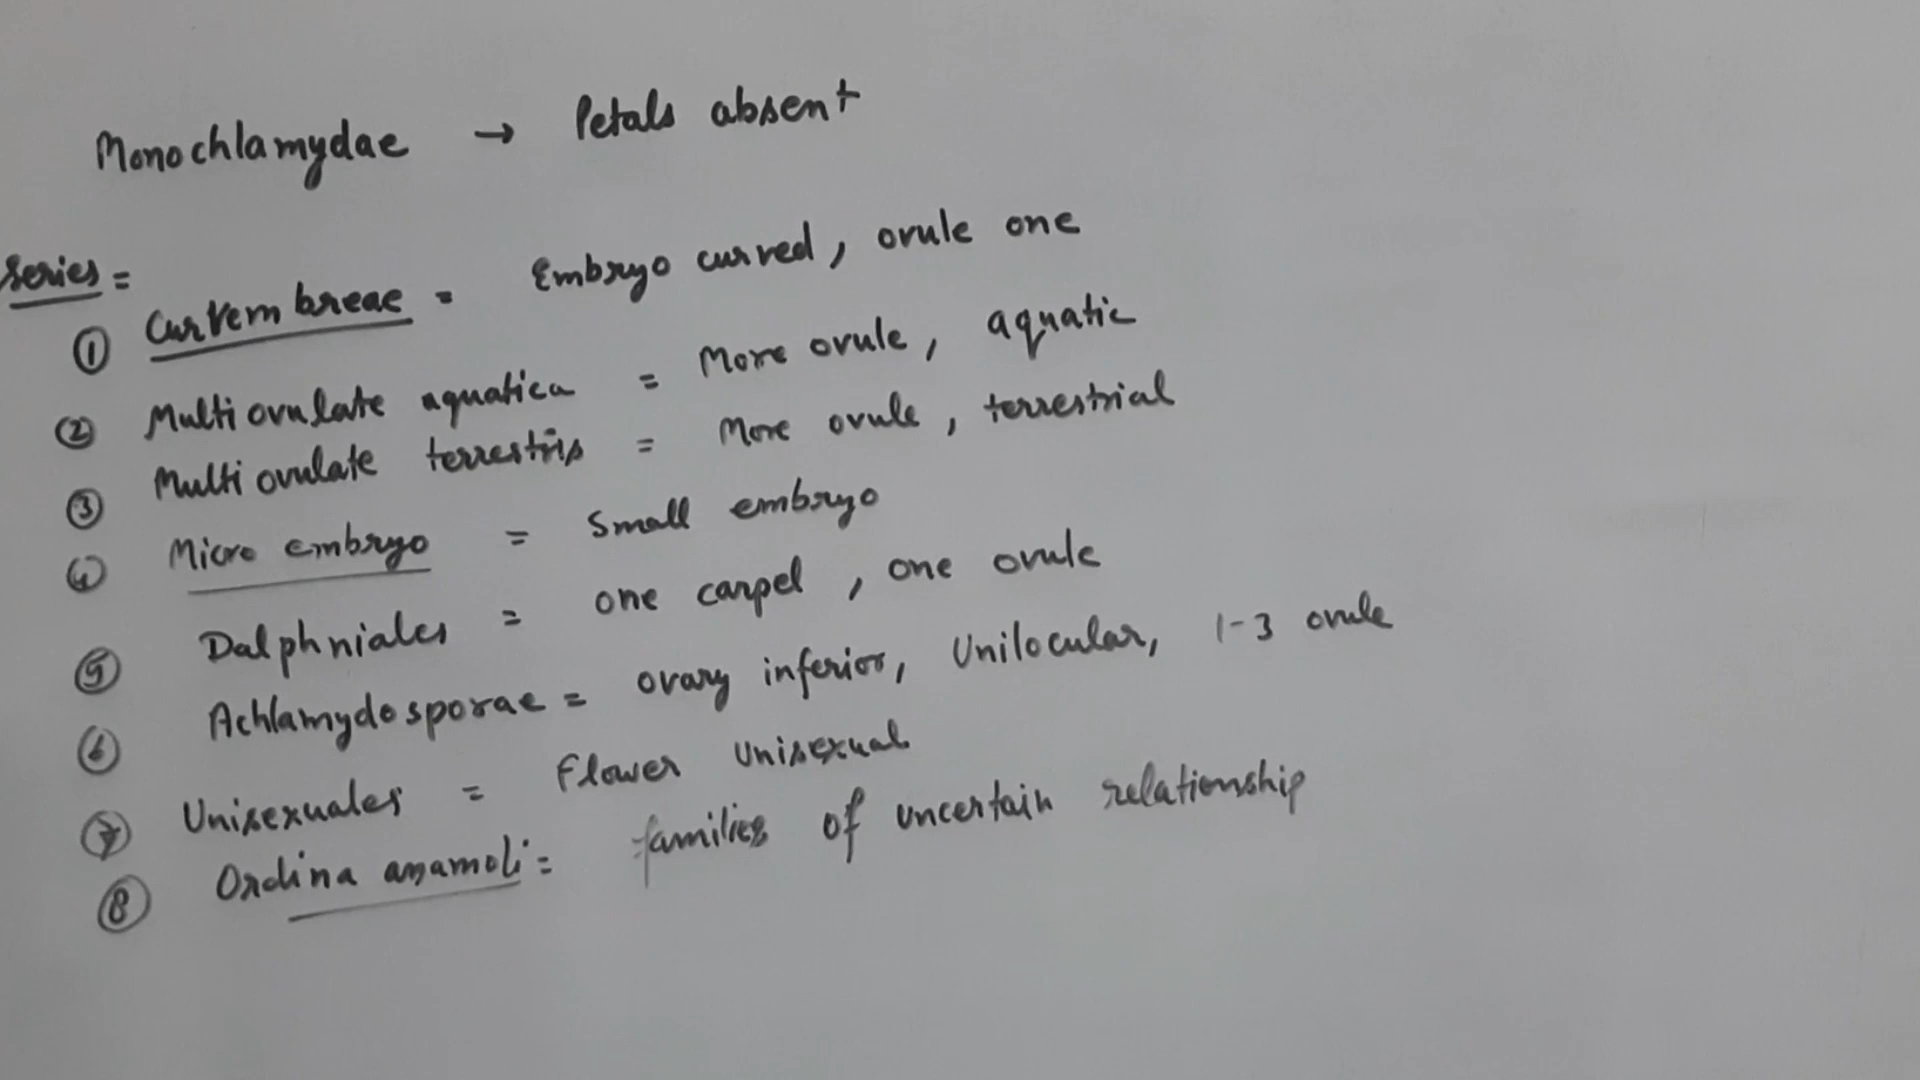 Monochlamydae → Petals absent
Series =
① Curvembreae = Embryo curved, ovule one
② Multi ovulate aquatica = More ovule, aquatic
③ Multi ovulate terrestris = More ovule, terrestrial
④ Micro embryo = Small embryo
⑤ Dalphniales = one carpel, one ovule
⑥ Achlamydosporae = ovary inferior, Unilocular, 1-3 ovule
⑦ Unisexuales = Flower Unisexual
⑧ Ordina anamoli = families of uncertain relationship